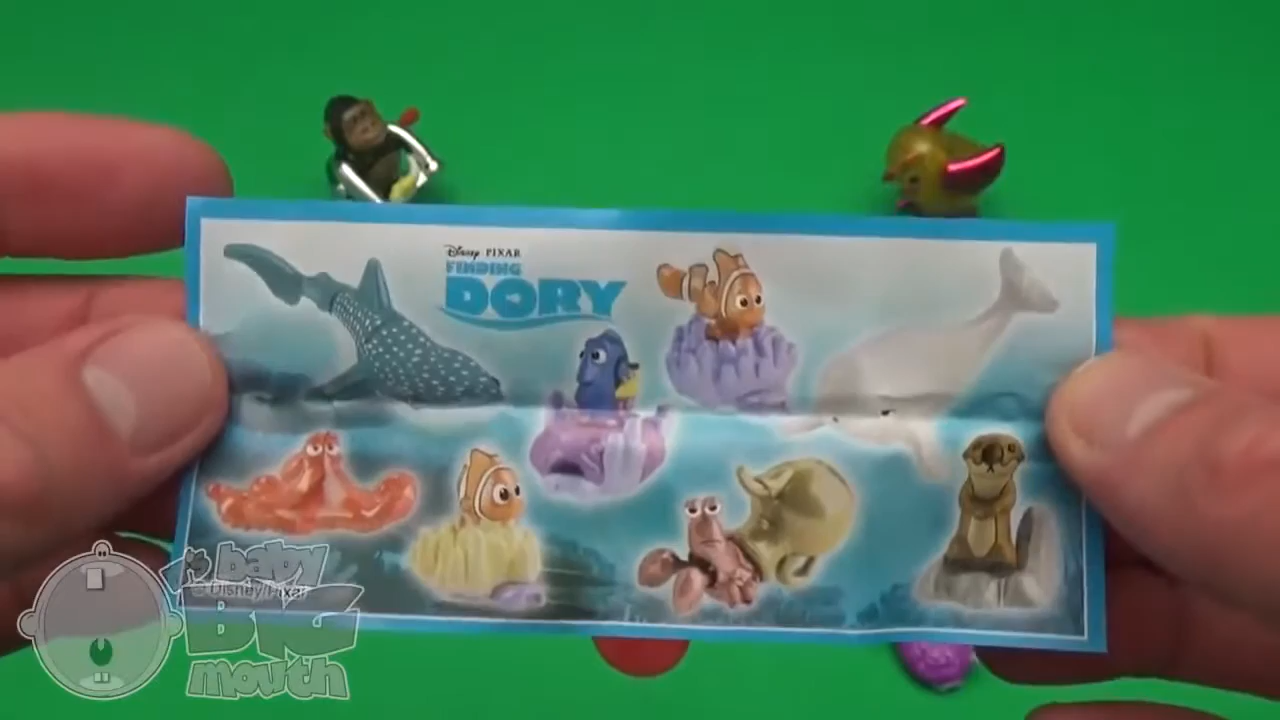 Disney PIXAR
FINDING
DORY
© Disney/Pixar
baby
BIG
mouth